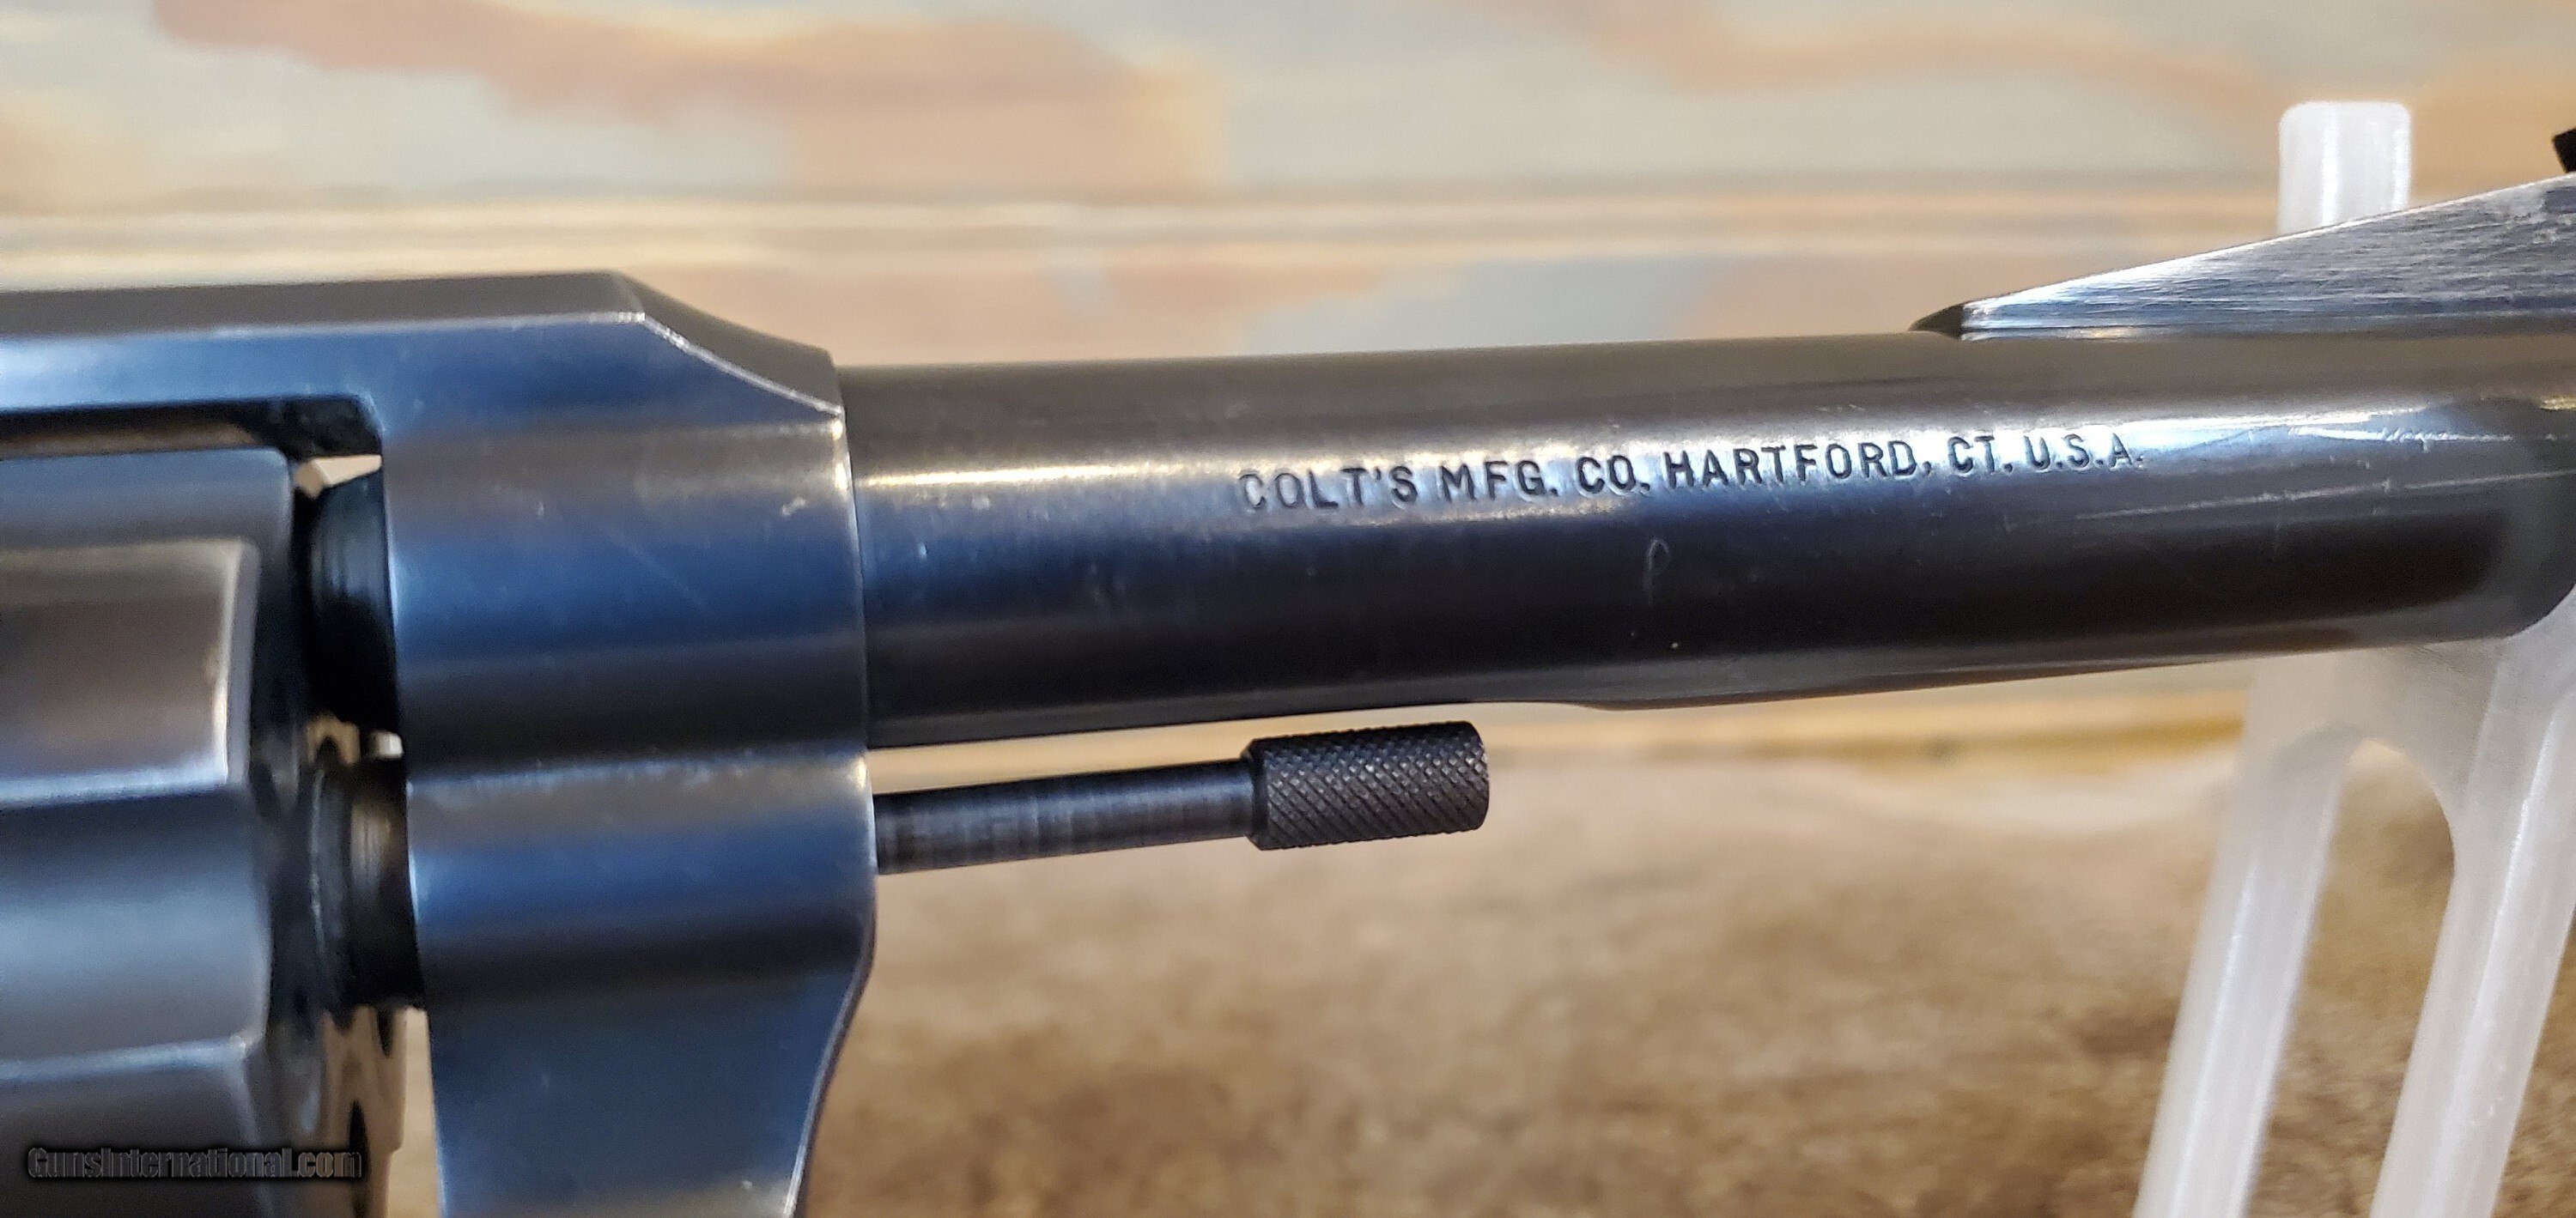 COLT'S MFG. CO. HARTFORD, CT. U.S.A.
GunsInternational.com